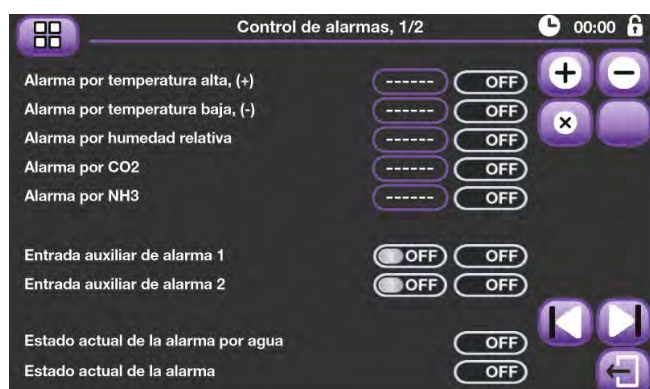 Control de alarmas, 1/2 00:00
Alarma por temperatura alta, (+) ------ OFF
Alarma por temperatura baja, (-) ------ OFF
Alarma por humedad relativa ------ OFF
Alarma por CO2 ------ OFF
Alarma por NH3 ------ OFF
Entrada auxiliar de alarma 1 OFF OFF
Entrada auxiliar de alarma 2 OFF OFF
Estado actual de la alarma por agua OFF
Estado actual de la alarma OFF